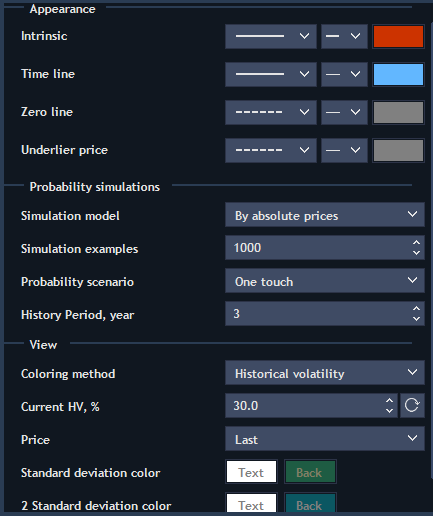 Appearance
Intrinsic
Time line
Zero line
Underlier price
Probability simulations
Simulation model By absolute prices
Simulation examples 1000
Probability scenario One touch
History Period, year 3
View
Coloring method Historical volatility
Current HV, % 30.0
Price Last
Standard deviation color Text Back
2 Standard deviation color Text Back